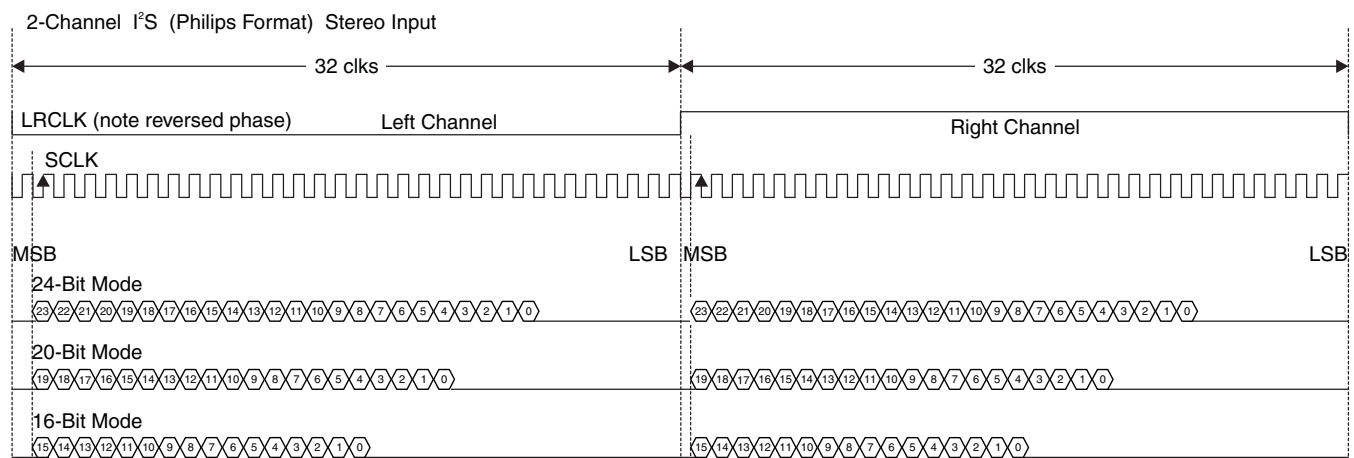 2-Channel I²S (Philips Format) Stereo Input
32 clks 32 clks
LRCLK (note reversed phase) Left Channel Right Channel
SCLK
MSB LSB MSB LSB
24-Bit Mode
23 22 21 20 19 18 17 16 15 14 13 12 11 10 9 8 7 6 5 4 3 2 1 0 23 22 21 20 19 18 17 16 15 14 13 12 11 10 9 8 7 6 5 4 3 2 1 0
20-Bit Mode
19 18 17 16 15 14 13 12 11 10 9 8 7 6 5 4 3 2 1 0 19 18 17 16 15 14 13 12 11 10 9 8 7 6 5 4 3 2 1 0
16-Bit Mode
15 14 13 12 11 10 9 8 7 6 5 4 3 2 1 0 15 14 13 12 11 10 9 8 7 6 5 4 3 2 1 0